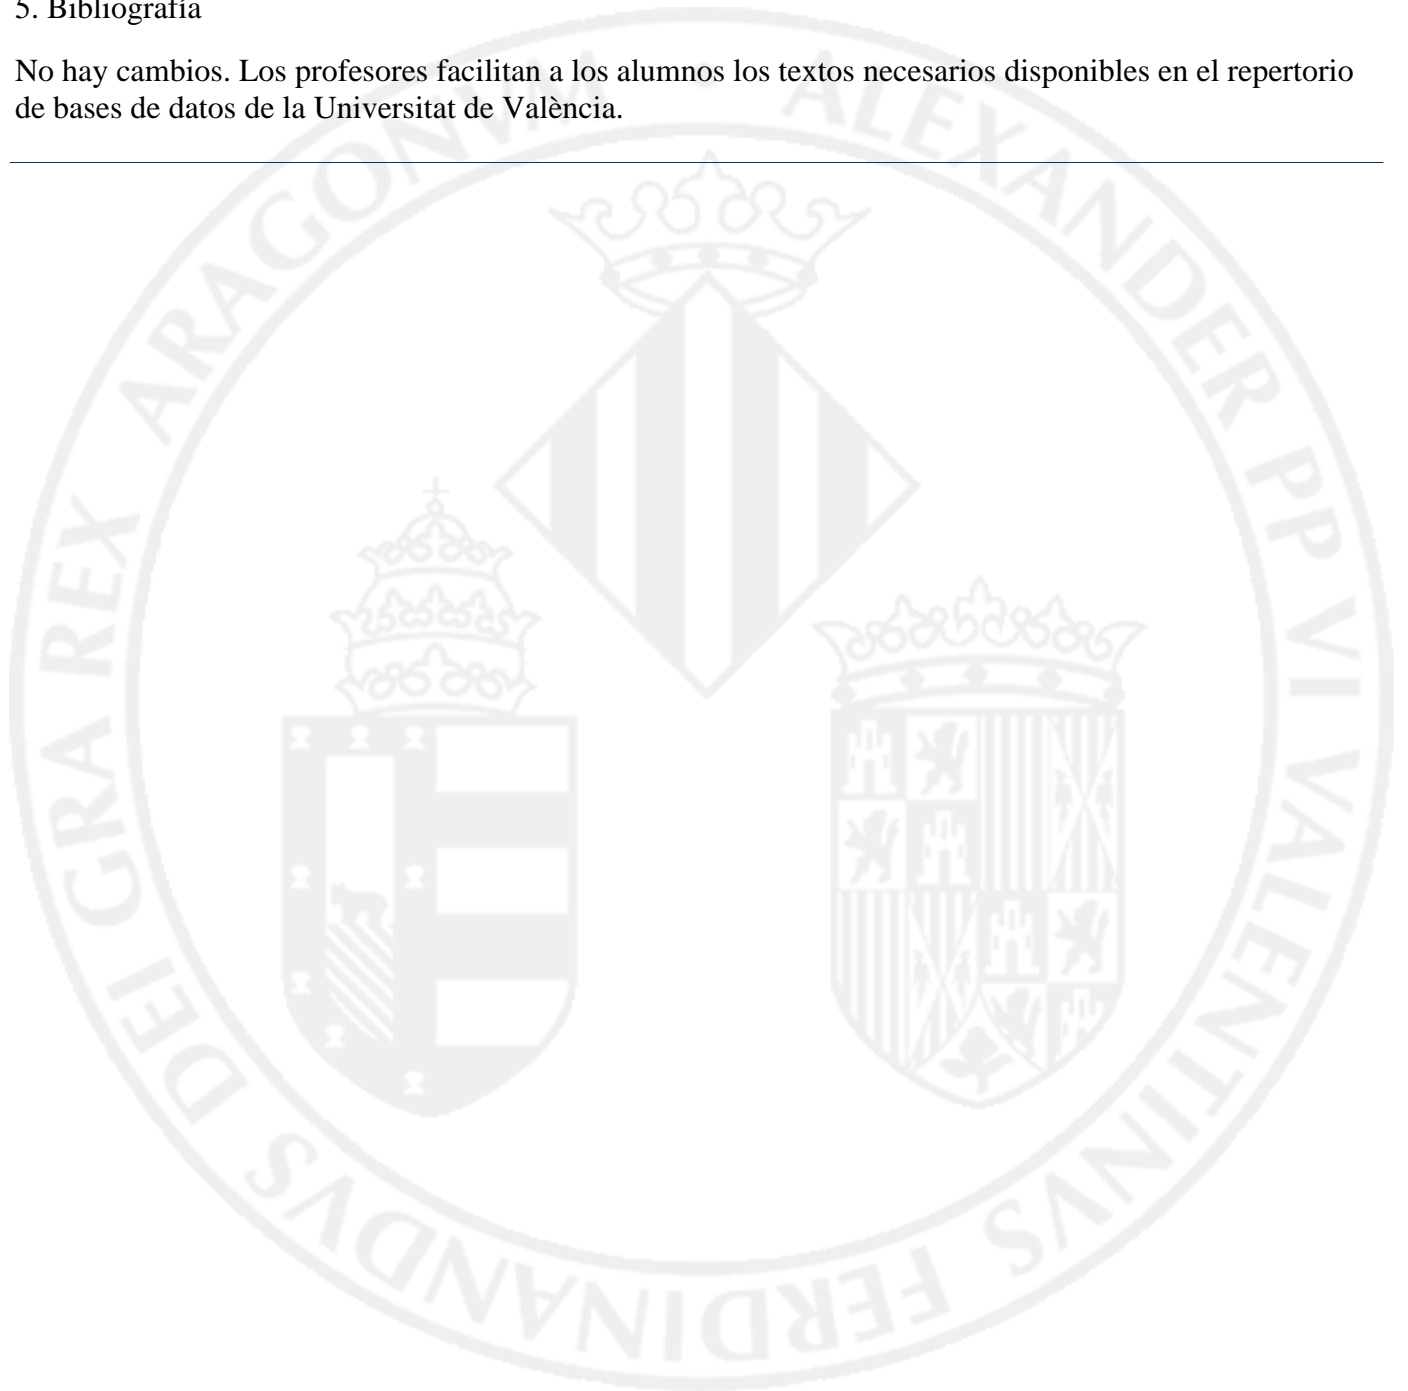 5. Bibliografía
No hay cambios. Los profesores facilitan a los alumnos los textos necesarios disponibles en el repertorio
de bases de datos de la Universitat de València.
ALEXANDER PP VI VALENTINVS FERDINANDVS DEI GRA REX ARAGONVM